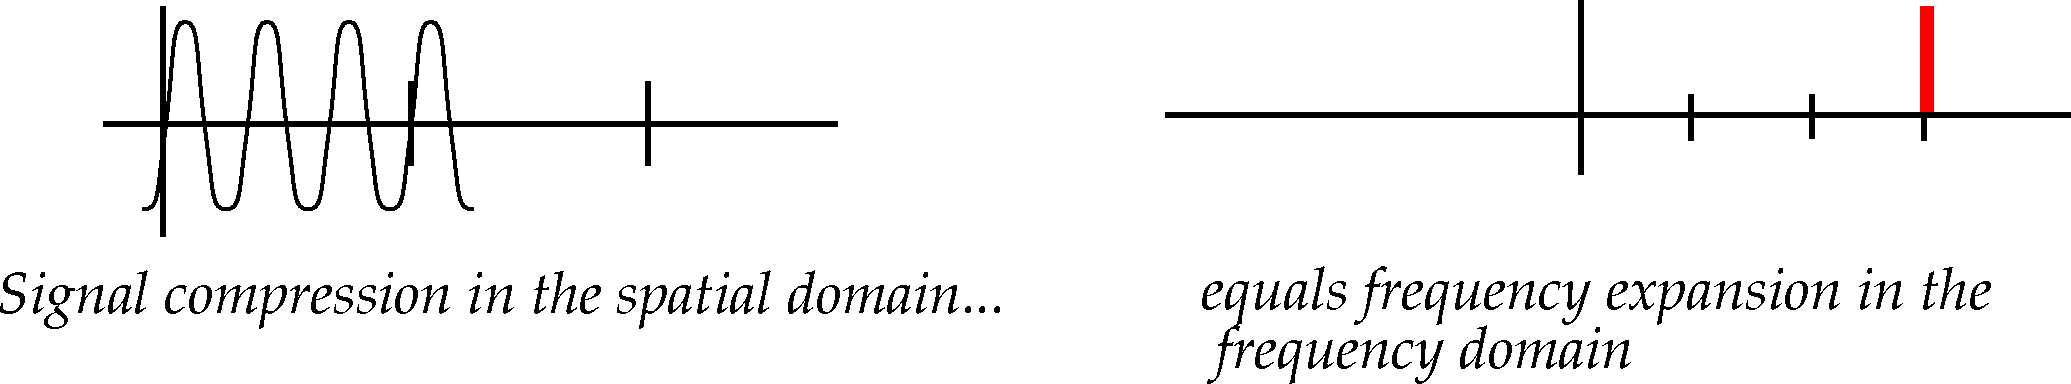 Signal compression in the spatial domain...
equals frequency expansion in the
frequency domain